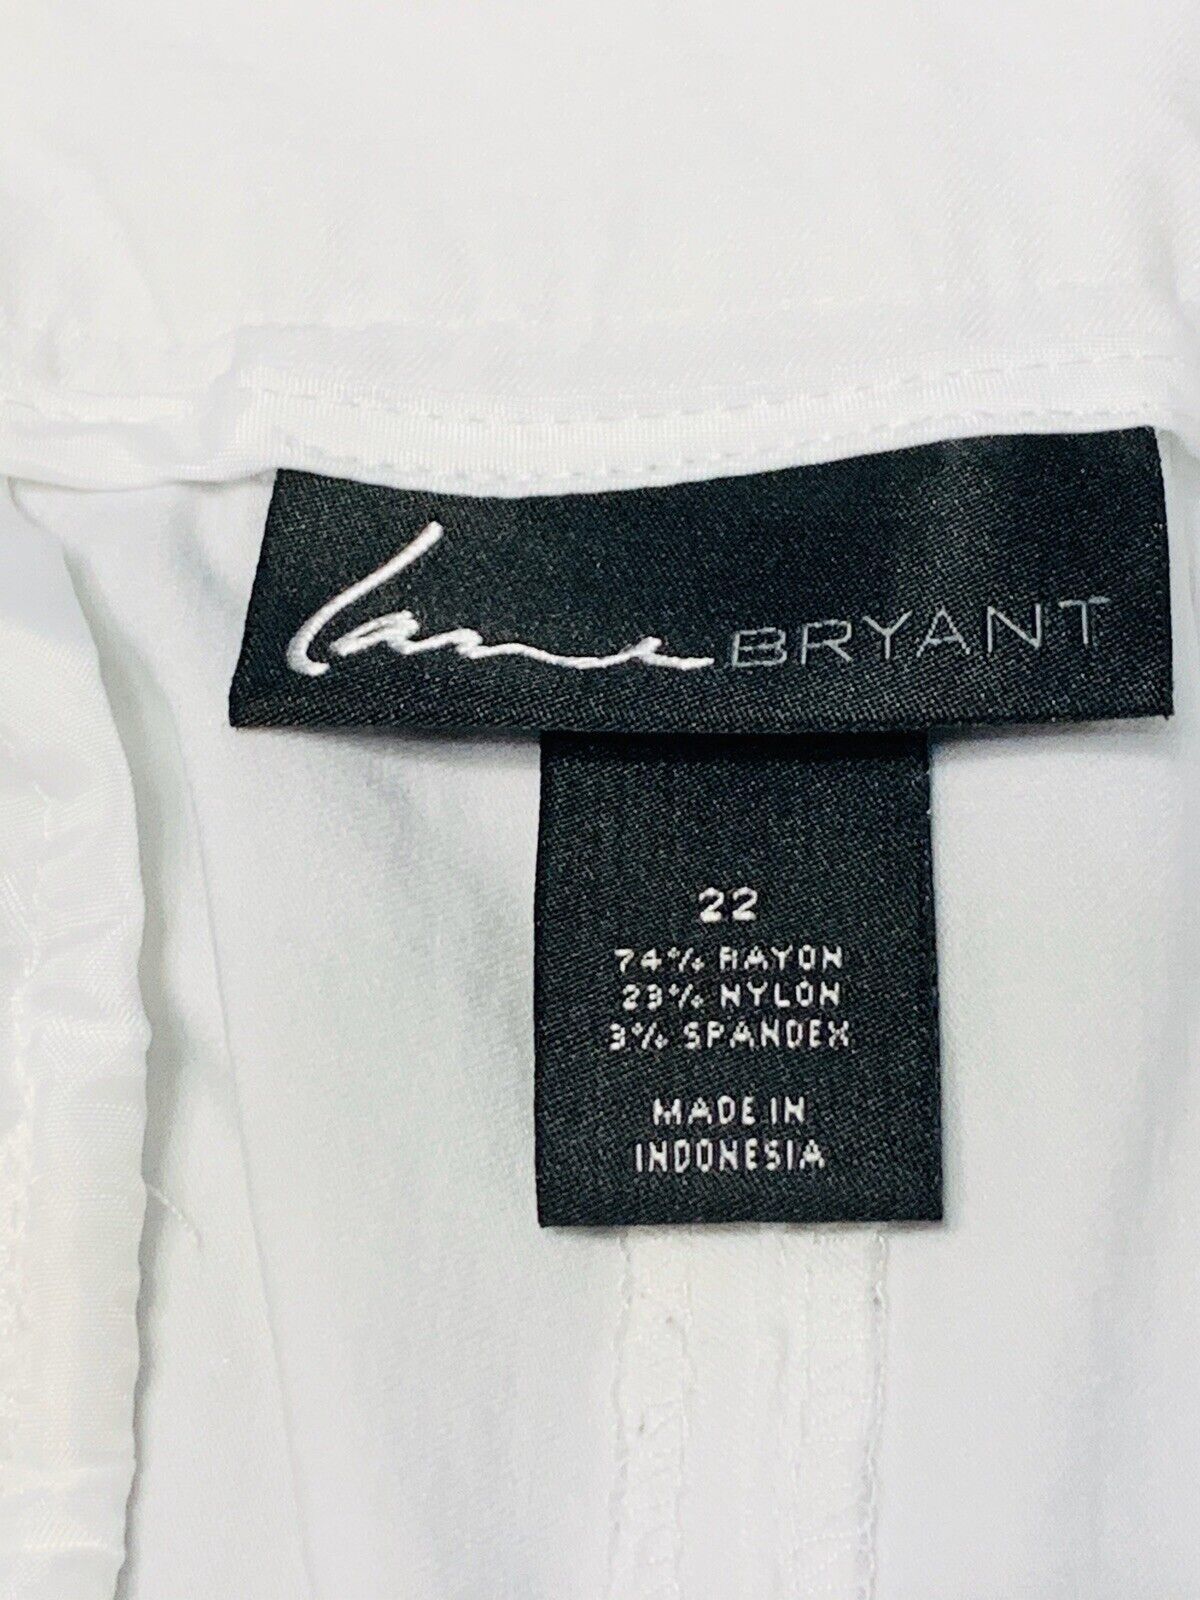 Lane BRYANT
22
74% RAYON
23% NYLON
3% SPANDEX
MADE IN
INDONESIA